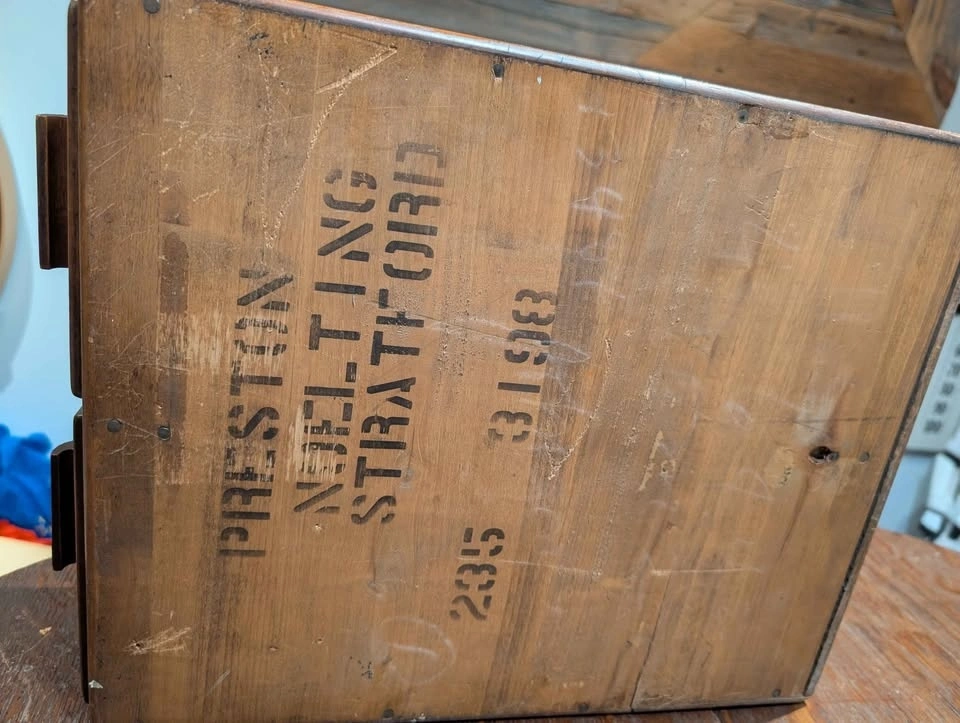 PRESTON
NOELTING
STRATFORD
235 3198